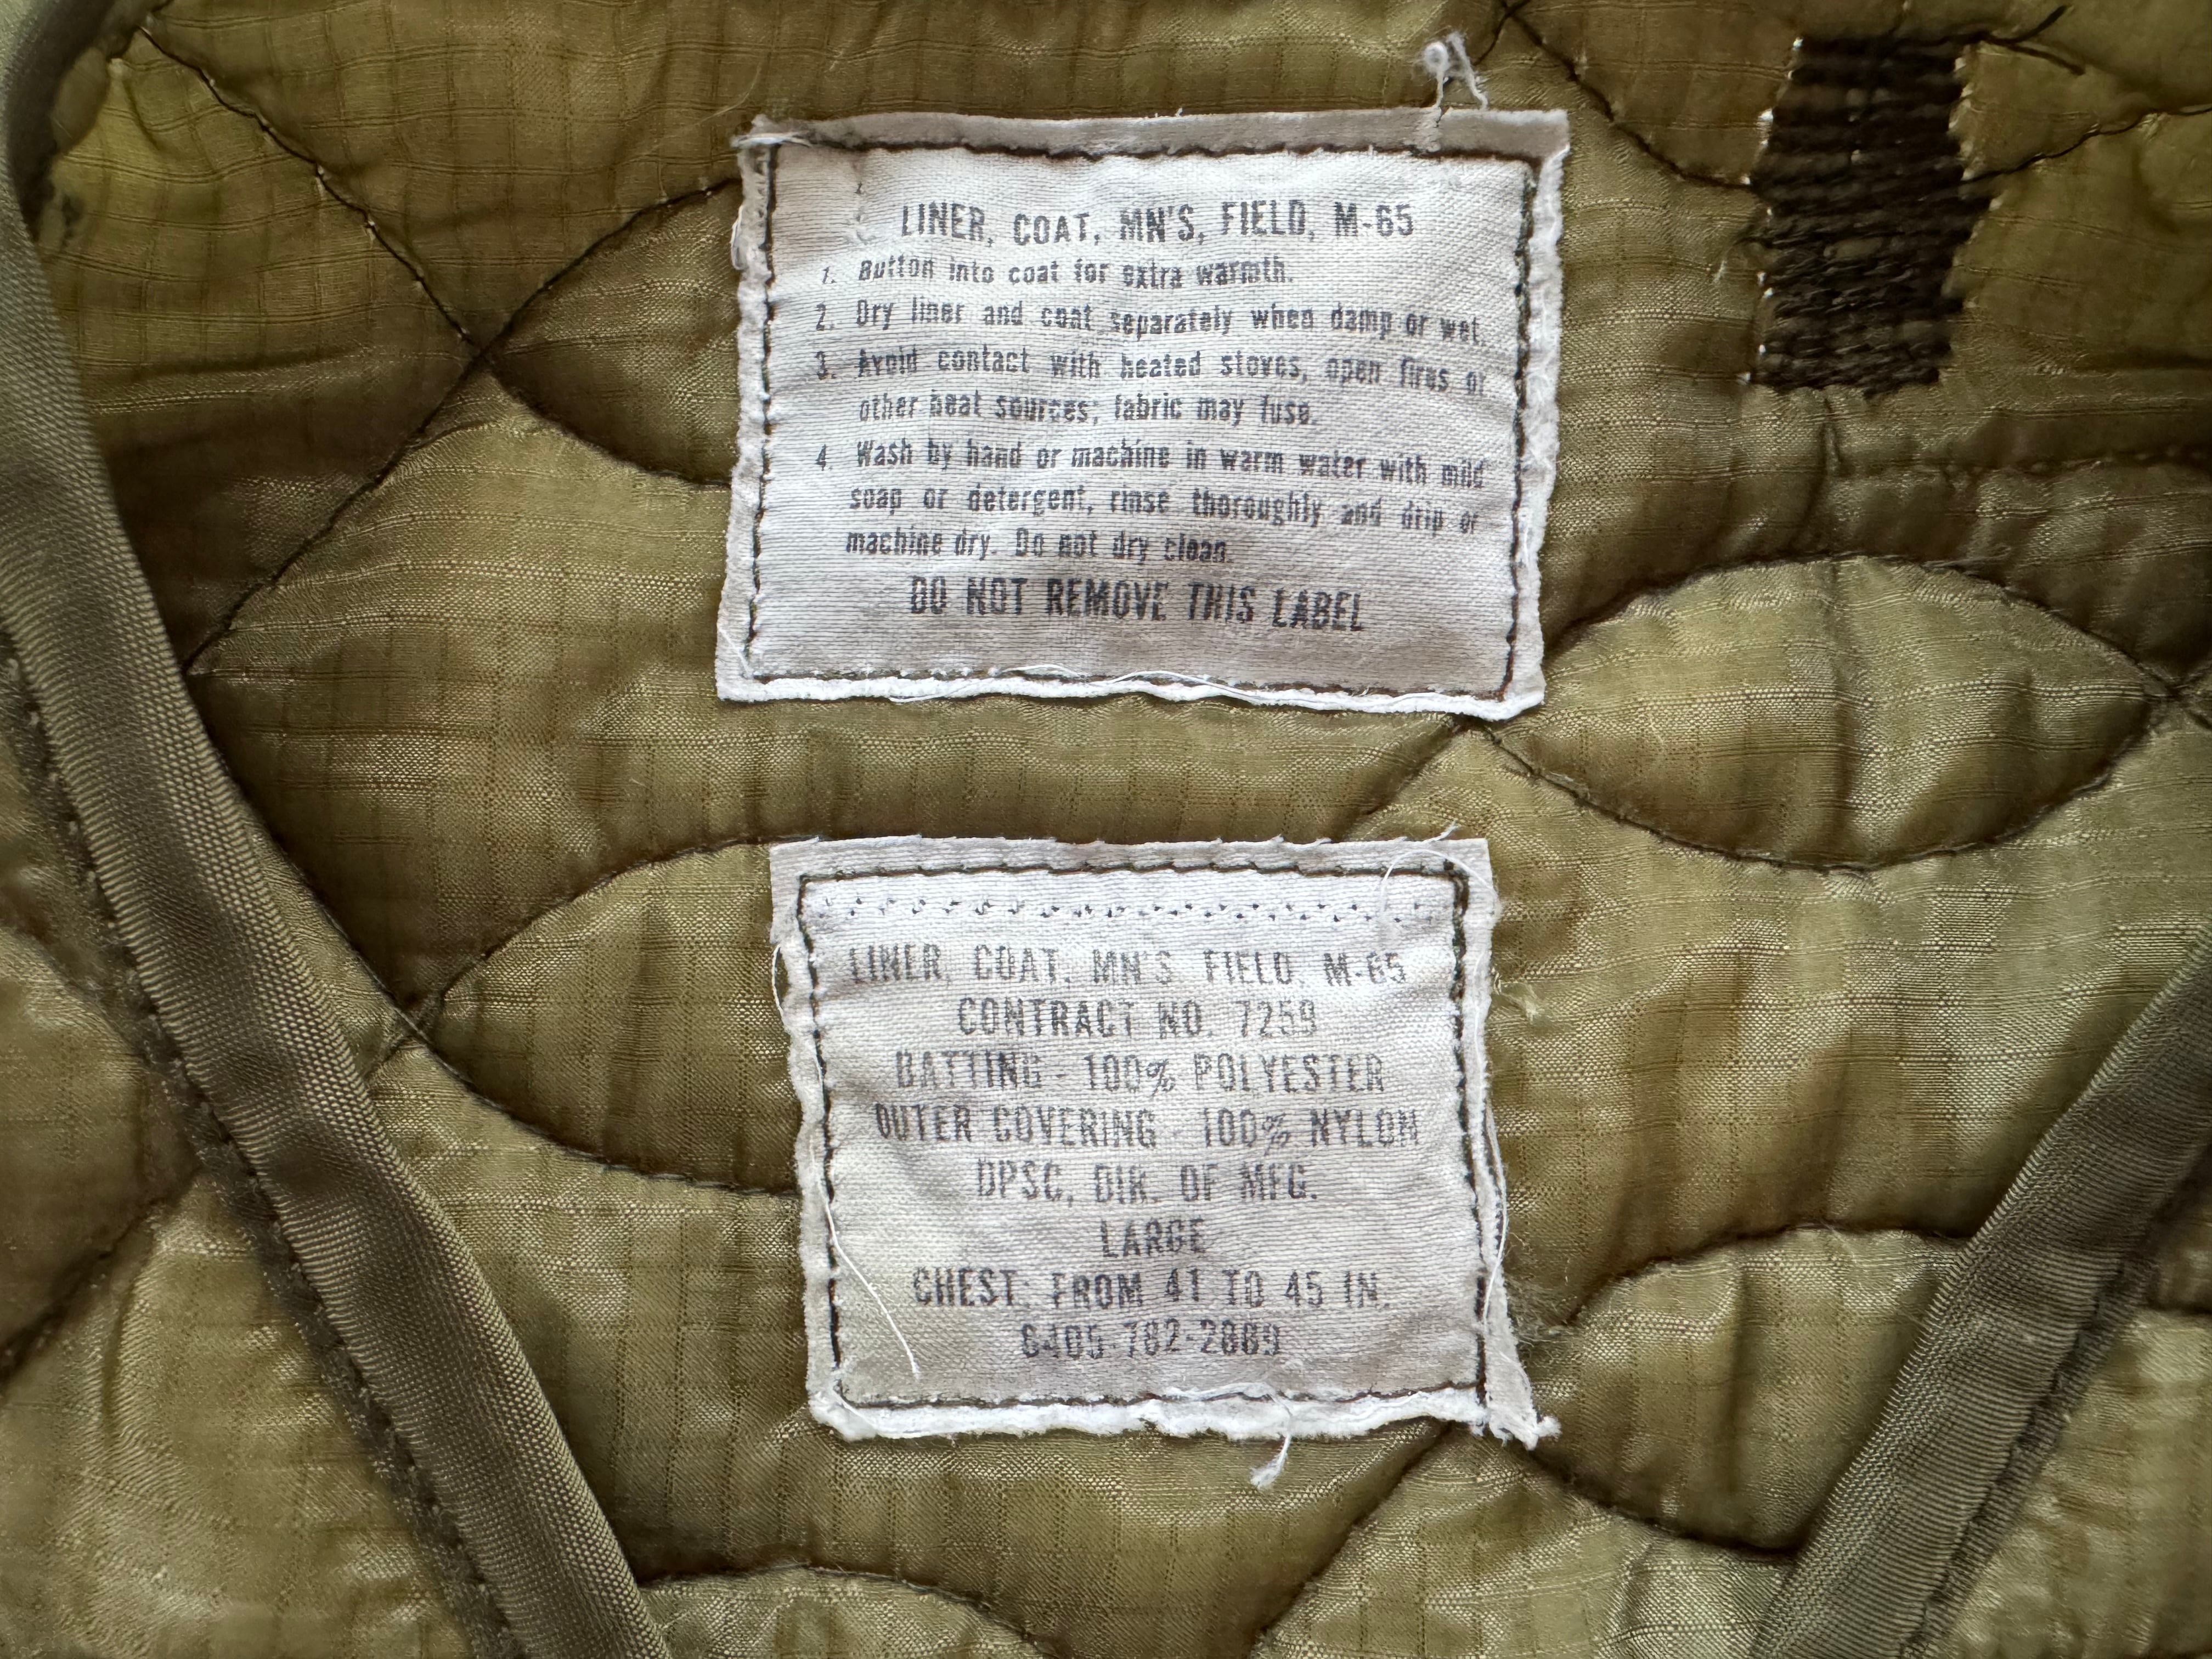 LINER, COAT, MN'S, FIELD, M-65
1. Button into coat for extra warmth.
2. Dry liner and coat separately when damp or wet.
3. Avoid contact with heated stoves, open fires or
other heat sources; fabric may fuse.
4. Wash by hand or machine in warm water with mild
soap or detergent, rinse thoroughly and drip or
machine dry. Do not dry clean.
DO NOT REMOVE THIS LABEL
LINER, COAT, MN'S FIELD, M-65
CONTRACT NO. 7259
BATTING - 100% POLYESTER
OUTER COVERING - 100% NYLON
DPSC, DIR. OF MFG.
LARGE
CHEST: FROM 41 TO 45 IN.
8405-782-2889